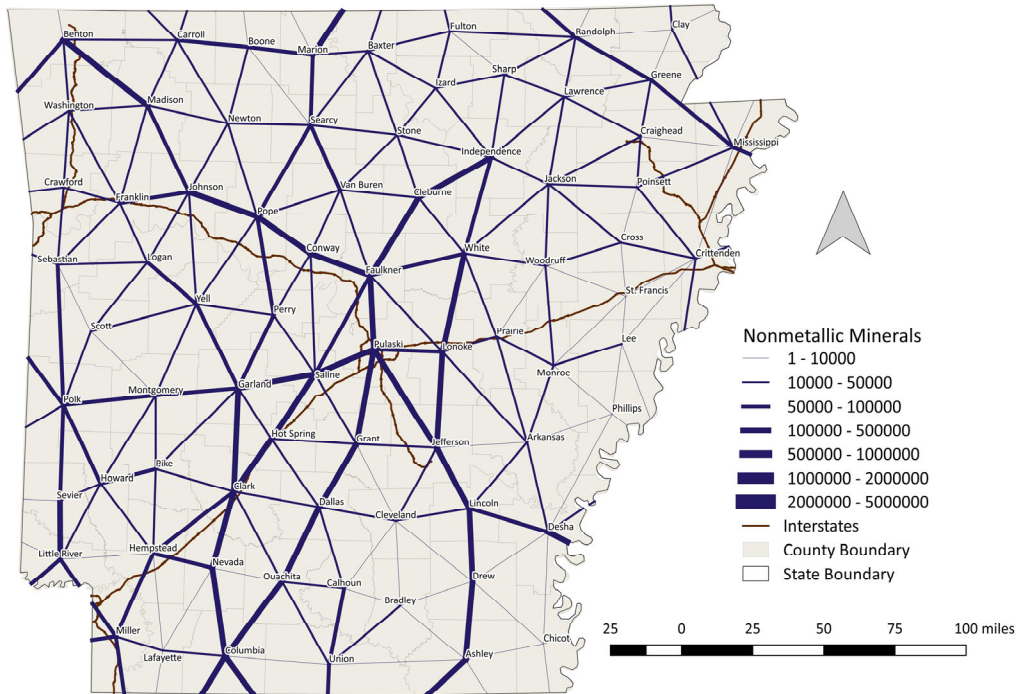 Fulton
Clay
Benton
Carroll
Boone
Marion
Baxter
Randolph
Sharp
Izard
Greene
Lawrence
Washington
Madison
Newton
Searcy
Stone
Craighead
Mississippi
Independence
Crawford
Franklin
Johnson
Van Buren
Cleburne
Jackson
Poinsett
Pope
Conway
White
Cross
Crittenden
Sebastian
Logan
Faulkner
Woodruff
St. Francis
Yell
Perry
Scott
Prairie
Lee
Pulaski
Lonoke
Monroe
Saline
Garland
Montgomery
Polk
Phillips
Hot Spring
Grant
Jefferson
Arkansas
Pike
Howard
Clark
Sevier
Dallas
Lincoln
Cleveland
Desha
Little River
Hempstead
Nevada
Ouachita
Calhoun
Drew
Bradley
Miller
Lafayette
Columbia
Union
Ashley
Chicot
Nonmetallic Minerals
1 - 10000
10000 - 50000
50000 - 100000
100000 - 500000
500000 - 1000000
1000000 - 2000000
2000000 - 5000000
Interstates
County Boundary
State Boundary
25 0 25 50 75 100 miles